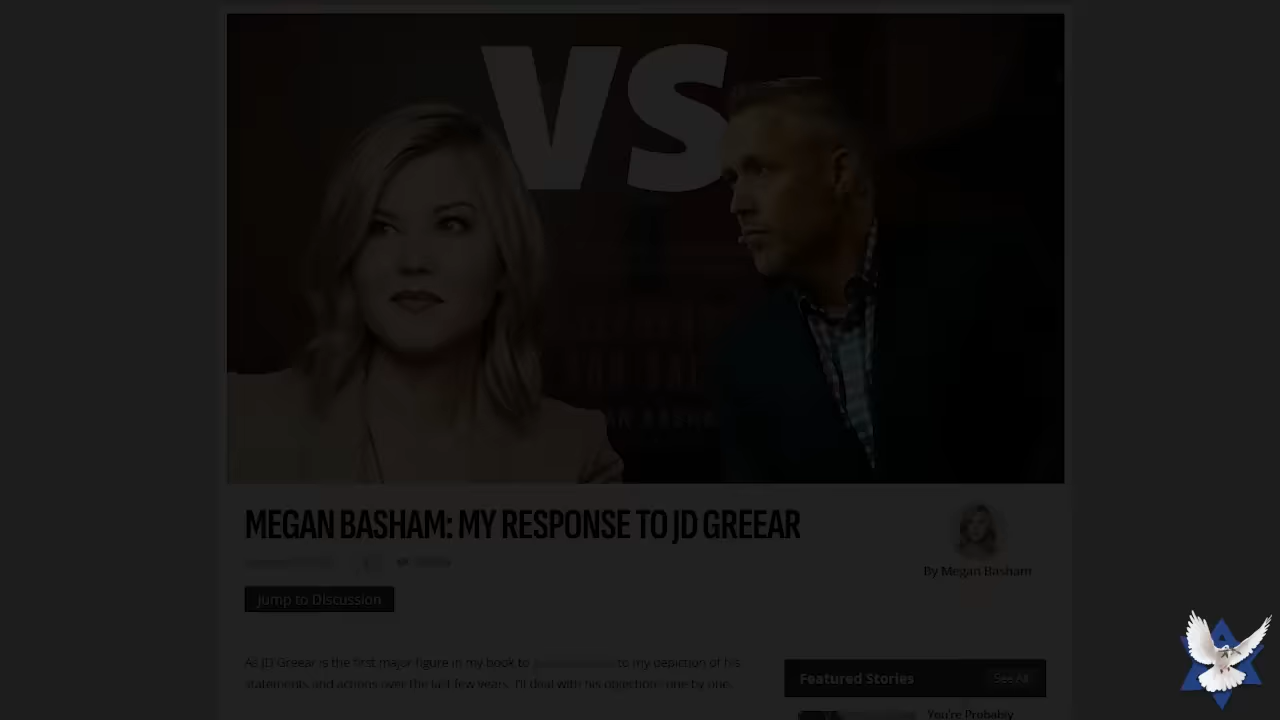 VS
MEGAN BASHAM: MY RESPONSE TO JD GREEAR
By Megan Basham
Jump to Discussion
As JD Greear is the first major figure in my book to to my depiction of his
statements and actions over the last few years, I'll deal with his objections one by one.
Featured Stories
See All
You're Probably